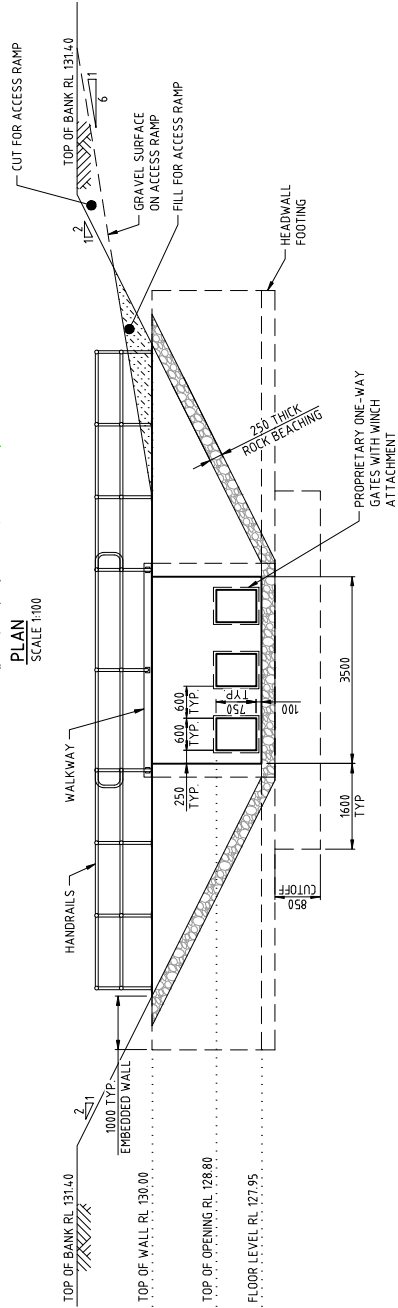 PLAN
SCALE 1:100
TOP OF BANK RL 131.40
2
1
1000 TYP.
EMBEDDED WALL
HANDRAILS
WALKWAY
2
1
CUT FOR ACCESS RAMP
TOP OF BANK RL 131.40
1
6
GRAVEL SURFACE
ON ACCESS RAMP
FILL FOR ACCESS RAMP
TOP OF WALL RL 130.00
TOP OF OPENING RL 128.80
FLOOR LEVEL RL 127.95
250
TYP.
600
TYP.
600
TYP.
750
TYP.
100
250 THICK
ROCK BEACHING
HEADWALL
FOOTING
PROPRIETARY ONE-WAY
GATES WITH WINCH
ATTACHMENT
850
CUTOFF
1600
TYP
3500